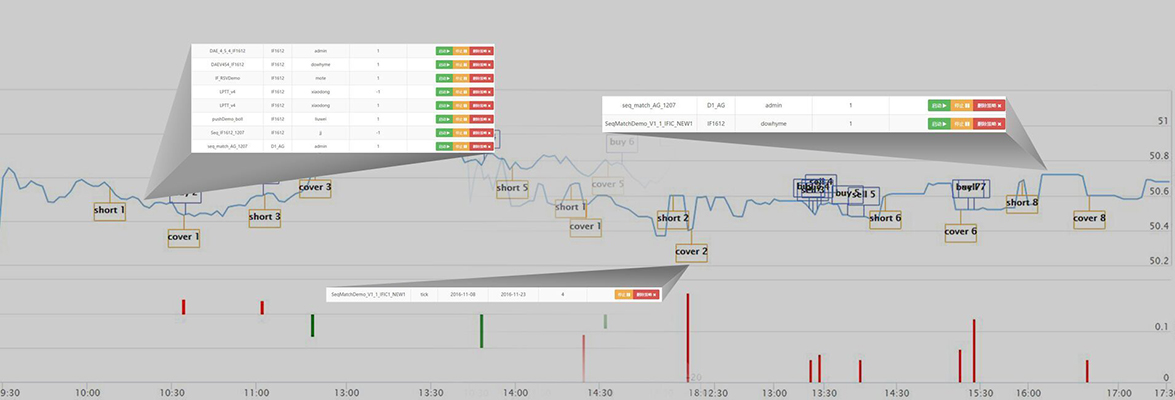 DAE_4_5_4_IF1612 IF1612 admin 1 启动 停止 删除策略
DAEV454_IF1612 IF1612 dowhyme 1 启动 停止 删除策略
IF_RSVDemo IF1612 mole 1 启动 停止 删除策略
LPTT_v4 IF1612 xiaodong -1 启动 停止 删除策略
LPTT_v4 IF1612 xiaodong 1 启动 停止 删除策略
pushDemo_boll IF1612 1 启动 停止 删除策略
Seq_IF1612_1207 IF1612 jj -1 启动 停止 删除策略
seq_match_AG_1207 D1_AG admin 1 启动 停止 删除策略
seq_match_AG_1207 D1_AG admin 1 启动 停止 删除策略
SeqMatchDemo_V1_1_IFIC_NEW1 IF1612 dowhyme 1 启动 停止 删除策略
51
buy 6
50.8
cover 3
short 5
cover 5
sell 4
buy 5
sell 5
50.6
short 1
short 3
short 1
short 2
short 6
short 8
cover 8
50.4
cover 1
cover 1
cover 6
cover 2
50.2
SeqMatchDemo_V1_1_IFIC1_NEW1 tick 2016-11-08 2016-11-23 4 停止 删除策略
0.1
0
9:30 10:00 10:30 11:00 13:00 13:30 14:00 14:30 18:12:30 13:00 13:30 14:30 15:30 16:00 17:00 17:30